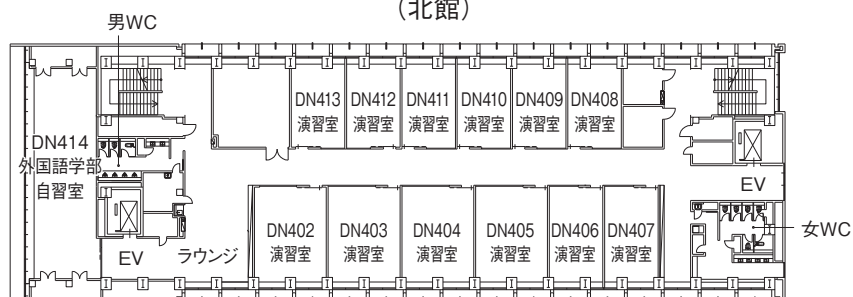 （北館）
男WC
DN413
演習室
DN412
演習室
DN411
演習室
DN410
演習室
DN409
演習室
DN408
演習室
DN414
外国語学部
自習室
EV
DN402
演習室
DN403
演習室
DN404
演習室
DN405
演習室
DN406
演習室
DN407
演習室
女WC
EV
ラウンジ